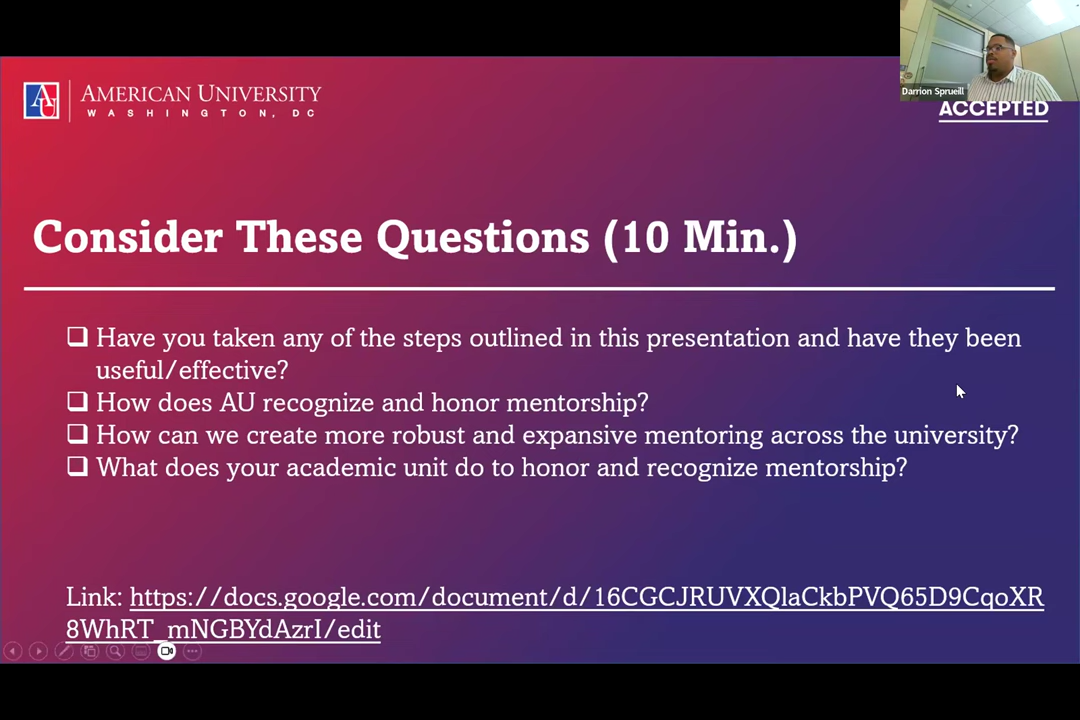 AU AMERICAN UNIVERSITY
WASHINGTON, DC
Darrion Sprueill
ACCEPTED
Consider These Questions (10 Min.)
❑ Have you taken any of the steps outlined in this presentation and have they been
useful/effective?
❑ How does AU recognize and honor mentorship?
❑ How can we create more robust and expansive mentoring across the university?
❑ What does your academic unit do to honor and recognize mentorship?
Link: https://docs.google.com/document/d/16CGCJRUVXQlaCkbPVQ65D9CqoXR
8WhRT_mNGBYdAzrI/edit